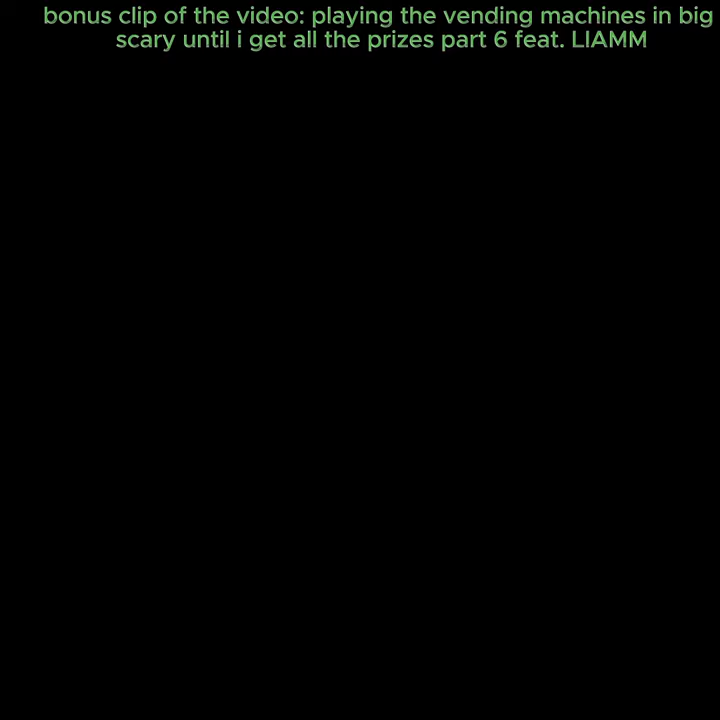 bonus clip of the video: playing the vending machines in big
scary until i get all the prizes part 6 feat. LIAMM